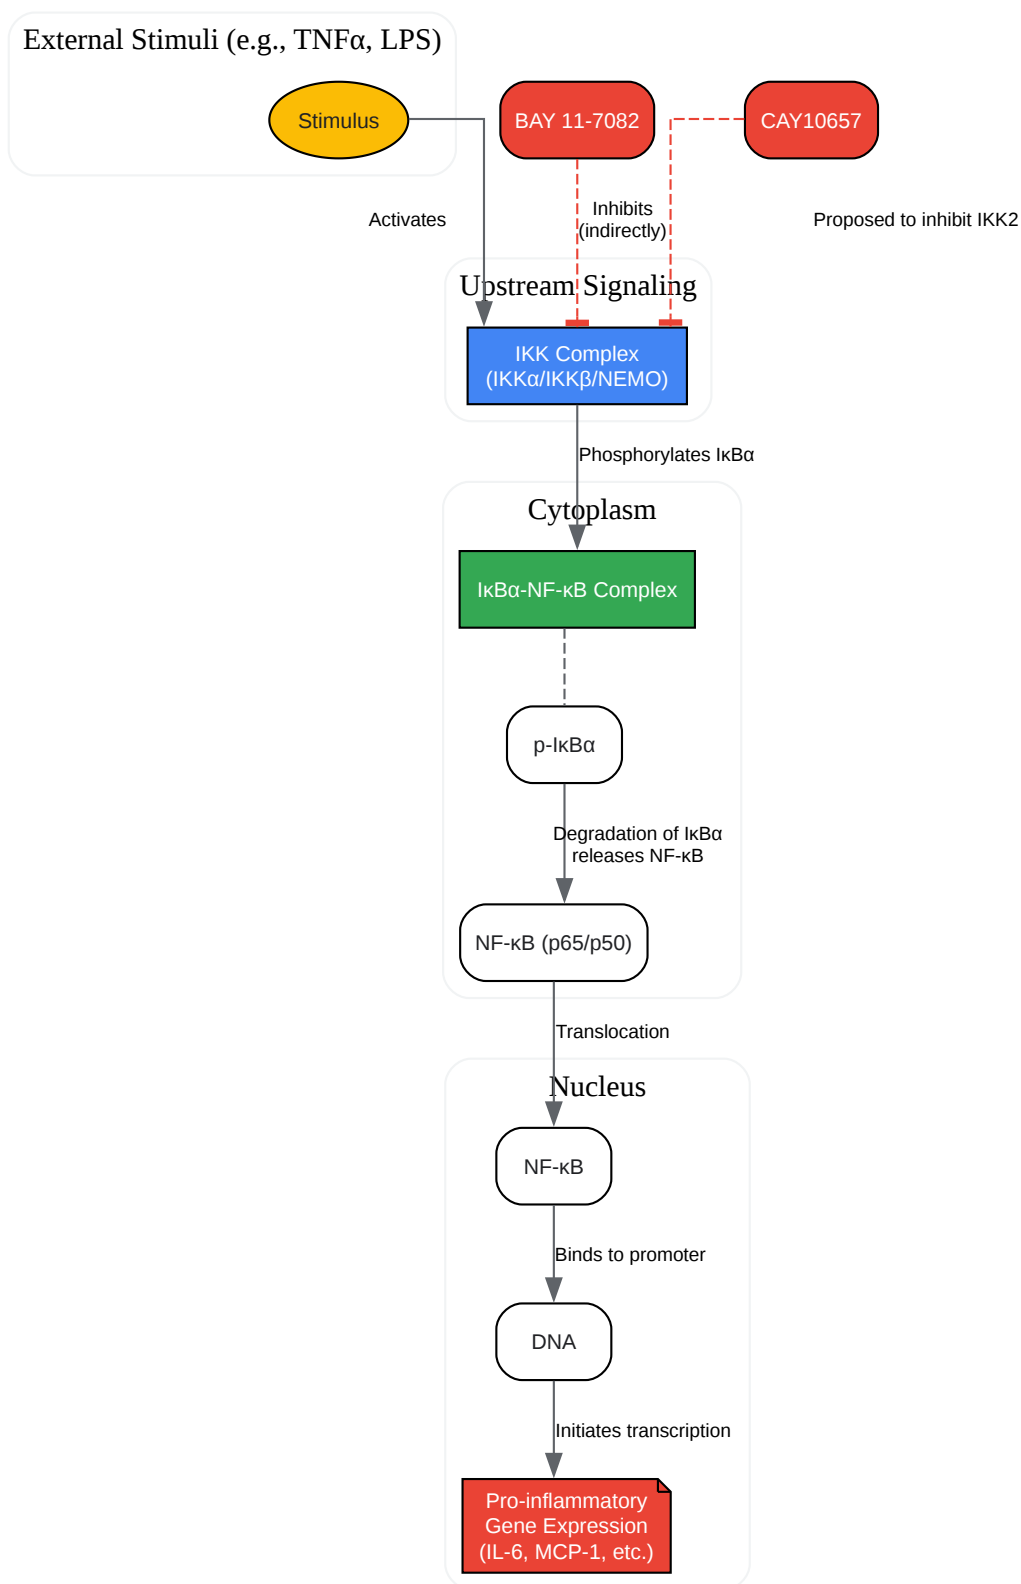 External Stimuli (e.g., TNFα, LPS)
Stimulus
BAY 11-7082
CAY10657
Activates
Inhibits
(indirectly)
Proposed to inhibit IKK2
Upstream Signaling
IKK Complex
(IKKα/IKKβ/NEMO)
Phosphorylates IκBα
Cytoplasm
IκBα-NF-κB Complex
p-IκBα
Degradation of IκBα
releases NF-κB
NF-κB (p65/p50)
Translocation
Nucleus
NF-κB
Binds to promoter
DNA
Initiates transcription
Pro-inflammatory
Gene Expression
(IL-6, MCP-1, etc.)